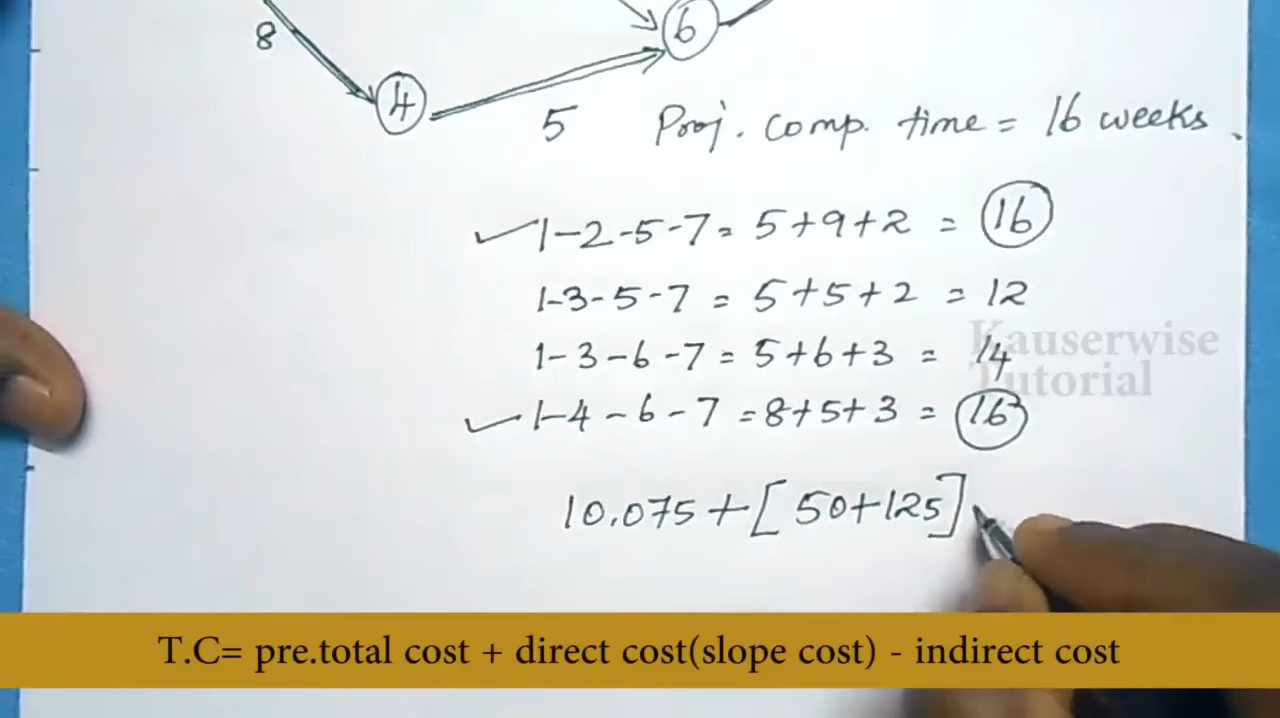 8
6
4
5
Proj. comp. time = 16 weeks.
1-2-5-7 = 5+9+2 = 16
1-3-5-7 = 5+5+2 = 12
1-3-6-7 = 5+6+3 = 14
1-4-6-7 = 8+5+3 = 16
Kauserwise
Tutorial
10,075+[50+125]
T.C= pre.total cost + direct cost(slope cost) - indirect cost